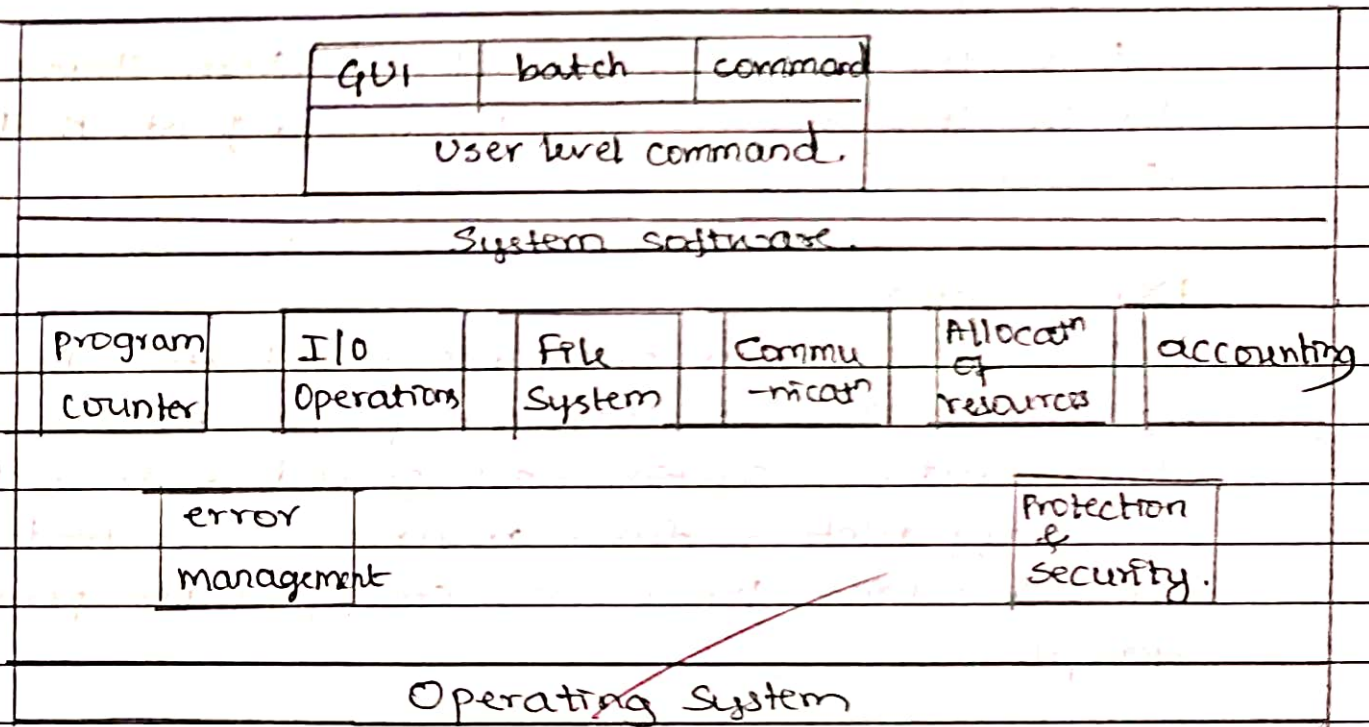 GUI batch command
User level command.
System software.
program I/O File Commu Allocatn accounting
of
counter Operations System -nicatn resources
error Protection
&
management security.
Operating System